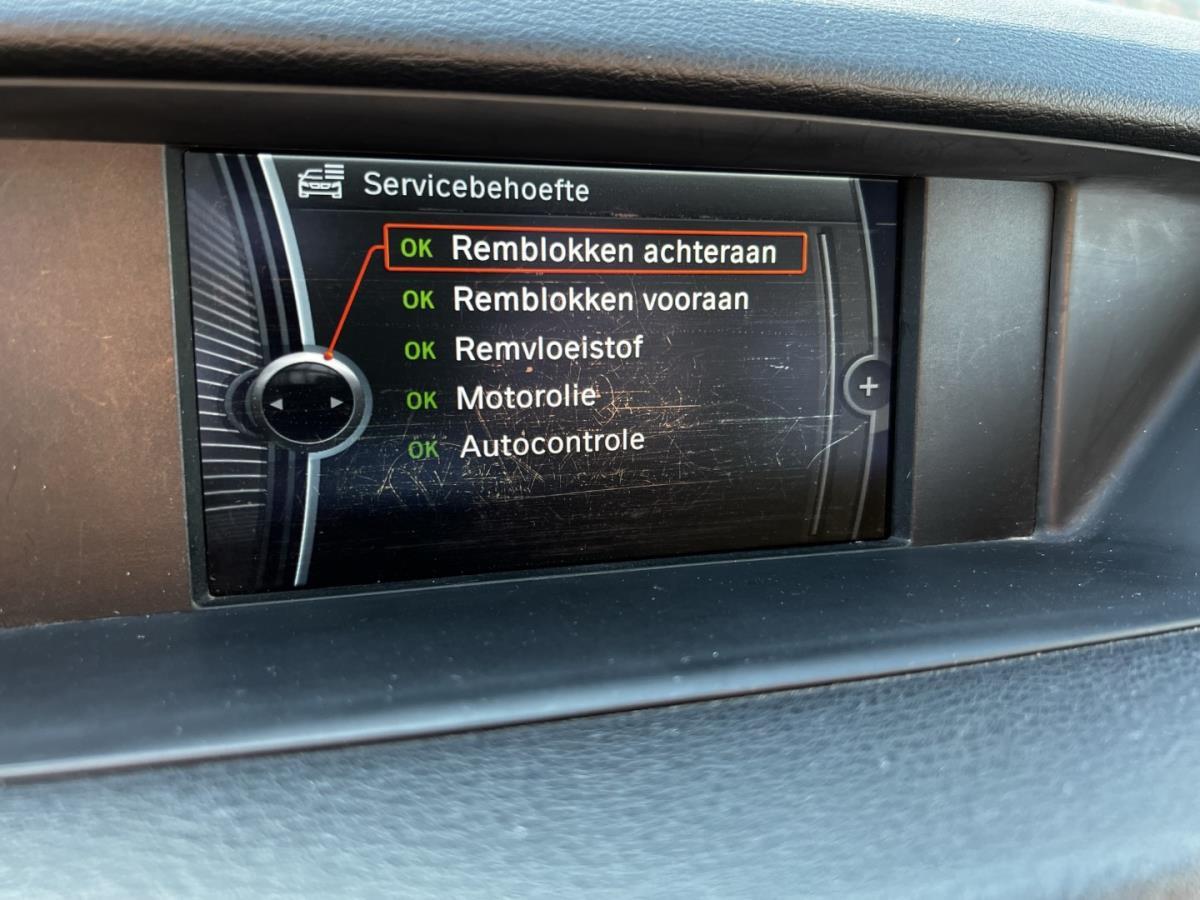 Servicebehoefte
OK Remblokken achteraan
OK Remblokken vooraan
OK Remvloeistof
OK Motorolie
OK Autocontrole